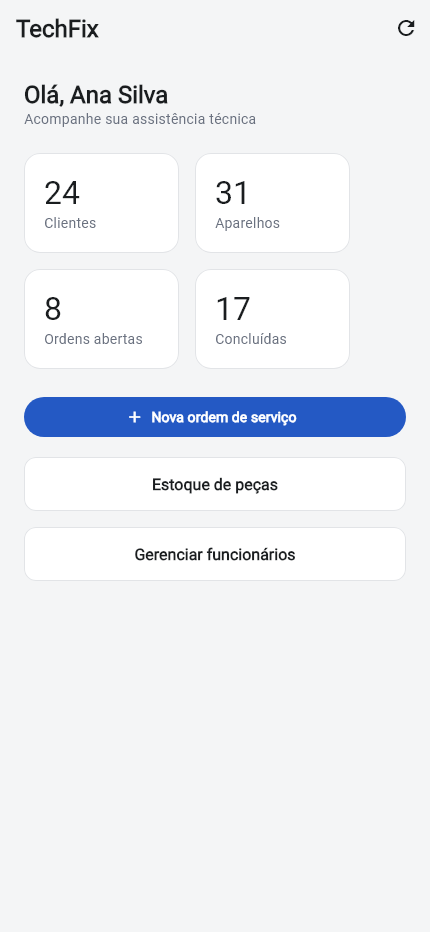 TechFix
Olá, Ana Silva
Acompanhe sua assistência técnica
24
Clientes
31
Aparelhos
8
Ordens abertas
17
Concluídas
+ Nova ordem de serviço
Estoque de peças
Gerenciar funcionários